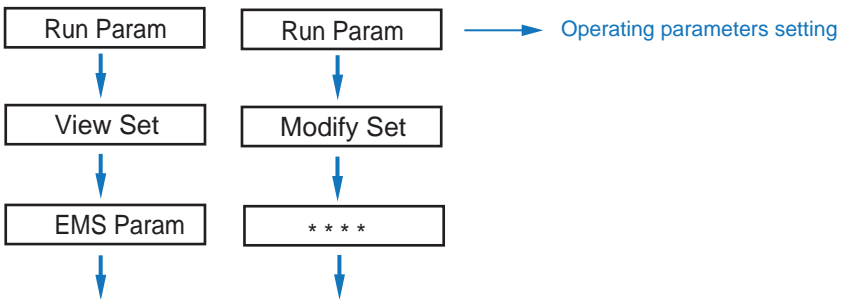 Run Param
Run Param
Operating parameters setting
View Set
Modify Set
EMS Param
* * * *